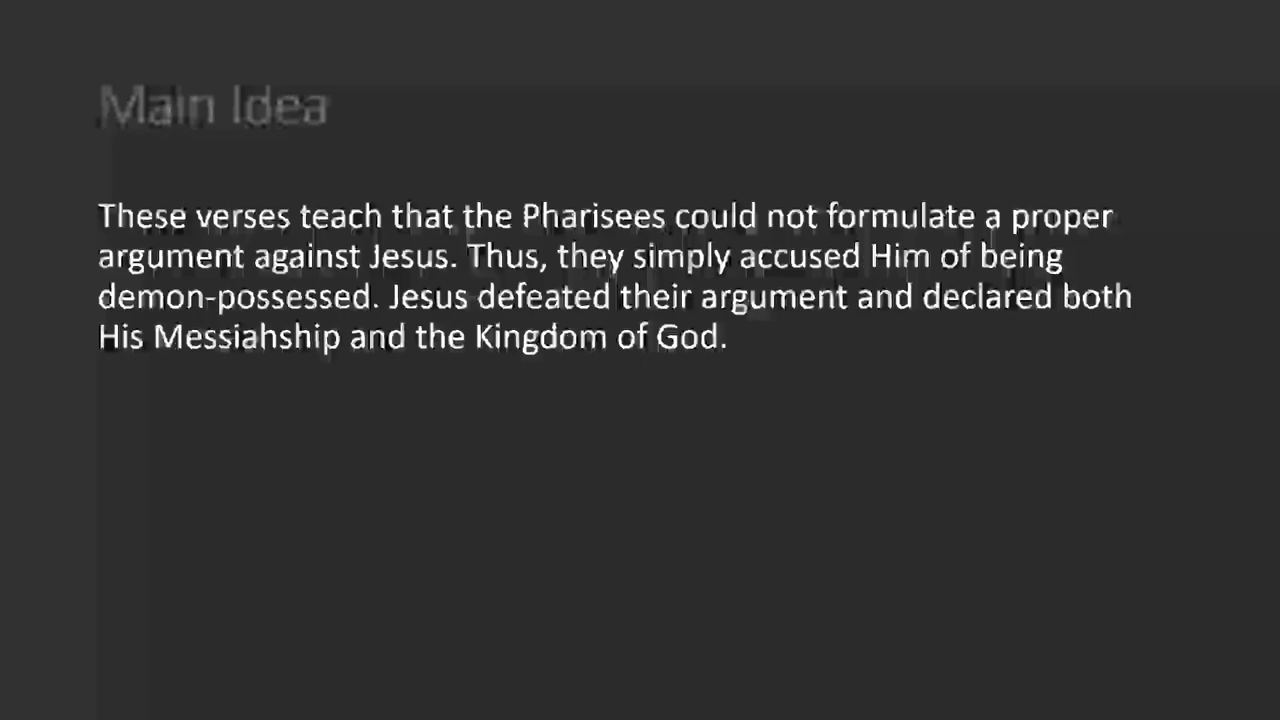 Main Idea
These verses teach that the Pharisees could not formulate a proper
argument against Jesus. Thus, they simply accused Him of being
demon-possessed. Jesus defeated their argument and declared both
His Messiahship and the Kingdom of God.